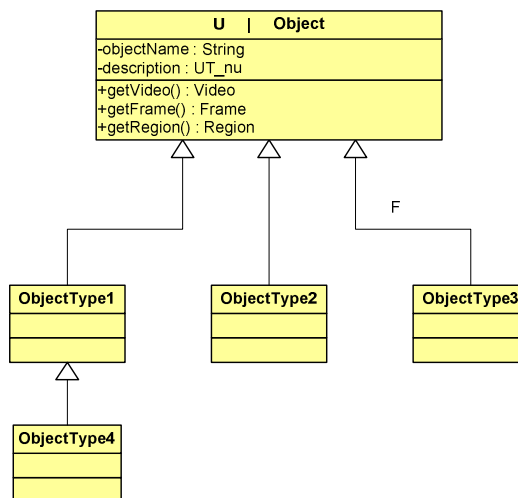 U | Object
-objectName : String
-description : UT_nu
+getVideo() : Video
+getFrame() : Frame
+getRegion() : Region
F
ObjectType1
ObjectType2
ObjectType3
ObjectType4